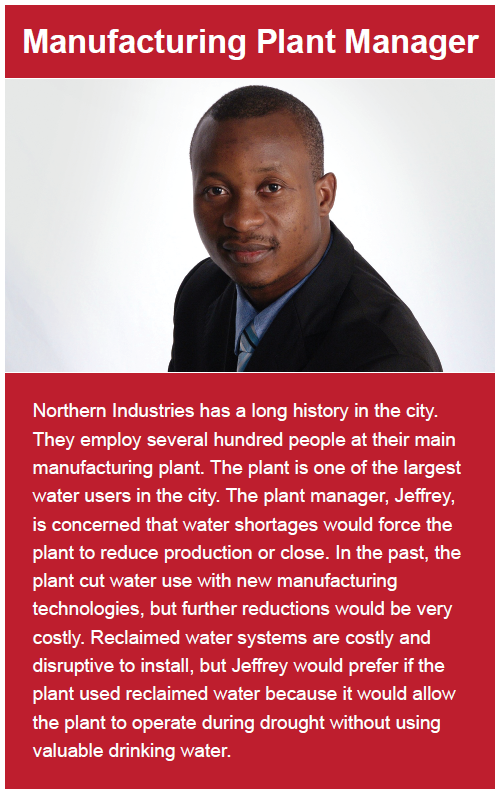 Manufacturing Plant Manager
Northern Industries has a long history in the city.
They employ several hundred people at their main
manufacturing plant. The plant is one of the largest
water users in the city. The plant manager, Jeffrey,
is concerned that water shortages would force the
plant to reduce production or close. In the past, the
plant cut water use with new manufacturing
technologies, but further reductions would be very
costly. Reclaimed water systems are costly and
disruptive to install, but Jeffrey would prefer if the
plant used reclaimed water because it would allow
the plant to operate during drought without using
valuable drinking water.